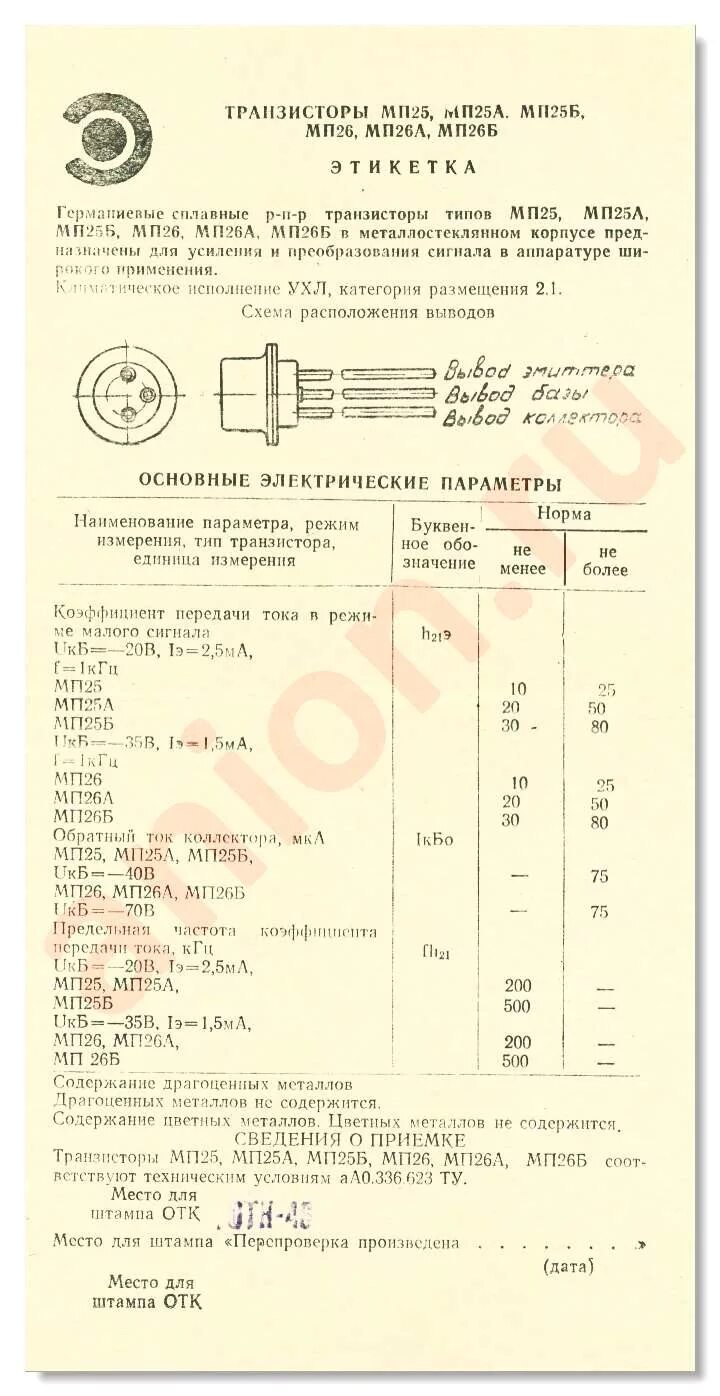 ТРАНЗИСТОРЫ МП25, МП25А. МП25Б,
МП26, МП26А, МП26Б
ЭТИКЕТКА
Германиевые сплавные р-п-р транзисторы типов МП25, МП25А,
МП25Б, МП26, МП26А, МП26Б в металлостеклянном корпусе пред-
назначены для усиления и преобразования сигнала в аппаратуре ши-
рокого применения.
Климатическое исполнение УХЛ, категория размещения 2.1.
Схема расположения выводов
Вывод эмиттера
Вывод базы
Вывод коллектора
ОСНОВНЫЕ ЭЛЕКТРИЧЕСКИЕ ПАРАМЕТРЫ
Наименование параметра, режим
измерения, тип транзистора,
единица измерения
Буквен-
ное обо-
значение
Норма
не
менее
не
более
Коэффициент передачи тока в режи-
ме малого сигнала
h21э
UкБ=—20В, Iэ=2,5мА,
f=1кГц
МП25 10 25
МП25А 20 50
МП25Б 30 - 80
UкБ=—35В, Iэ=1,5мА,
f=1кГц
МП26 10 25
МП26А 20 50
МП26Б 30 80
Обратный ток коллектора, мкА IкБо
МП25, МП25А, МП25Б,
UкБ=—40В — 75
МП26, МП26А, МП26Б
UкБ=—70В — 75
Предельная частота коэффициента
передачи тока, кГц fh21
UкБ=—20В, Iэ=2,5мА,
МП25, МП25А, 200 —
МП25Б 500 —
UкБ=—35В, Iэ=1,5мА,
МП26, МП26А, 200 —
МП 26Б 500 —
Содержание драгоценных металлов
Драгоценных металлов не содержится.
Содержание цветных металлов. Цветных металлов не содержится.
СВЕДЕНИЯ О ПРИЕМКЕ
Транзисторы МП25, МП25А, МП25Б, МП26, МП26А, МП26Б соот-
ветствуют техническим условиям аА0.336.623 ТУ.
Место для
штампа ОТК
Место для штампа «Перепроверка произведена . . . . . . . .»
(дата)
Место для
штампа ОТК
anion.ru